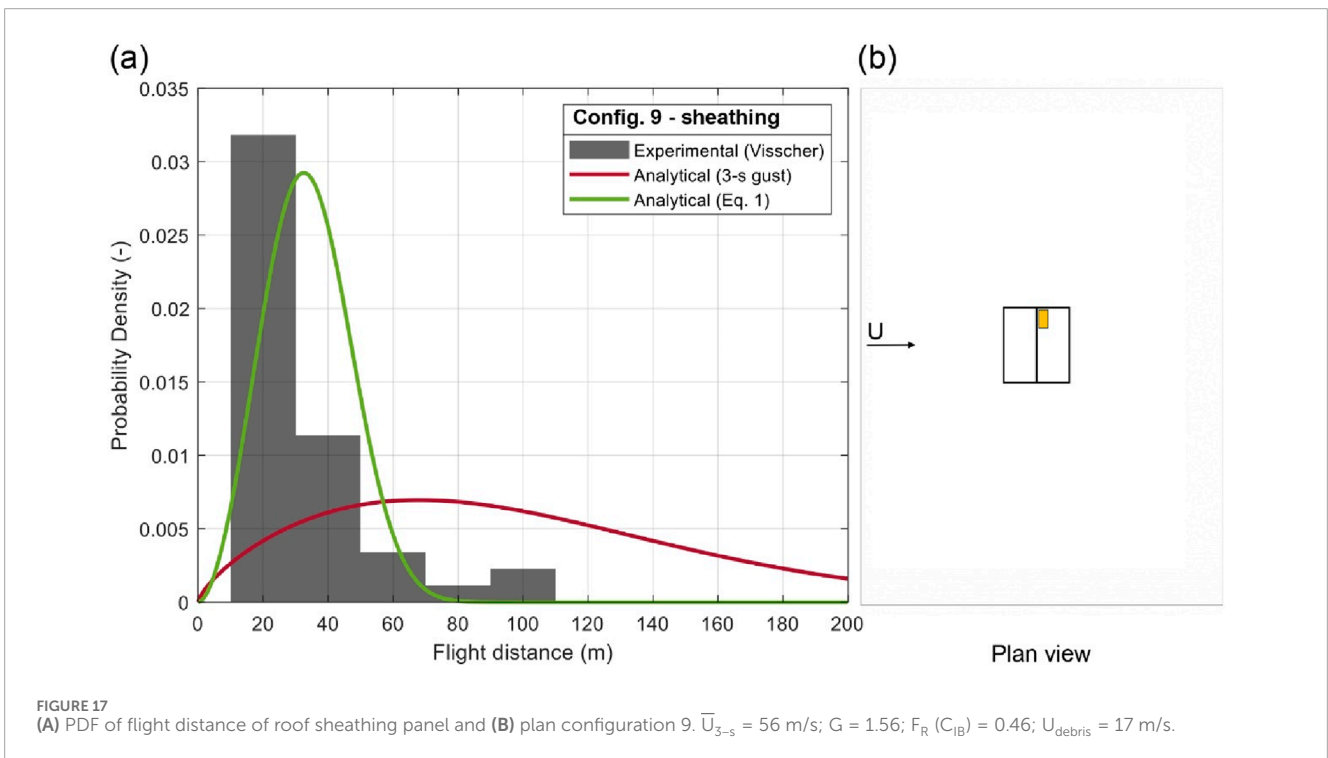 (a)
(b)
0.035
0.03
0.025
0.02
0.015
0.01
0.005
0
Probability Density (-)
Config. 9 - sheathing
Experimental (Visscher)
Analytical (3-s gust)
Analytical (Eq. 1)
0 20 40 60 80 100 120 140 160 180 200
Flight distance (m)
U
Plan view
FIGURE 17
(A) PDF of flight distance of roof sheathing panel and (B) plan configuration 9. U̅₃₋ₛ = 56 m/s; G = 1.56; F_R (C_IB) = 0.46; U_debris = 17 m/s.